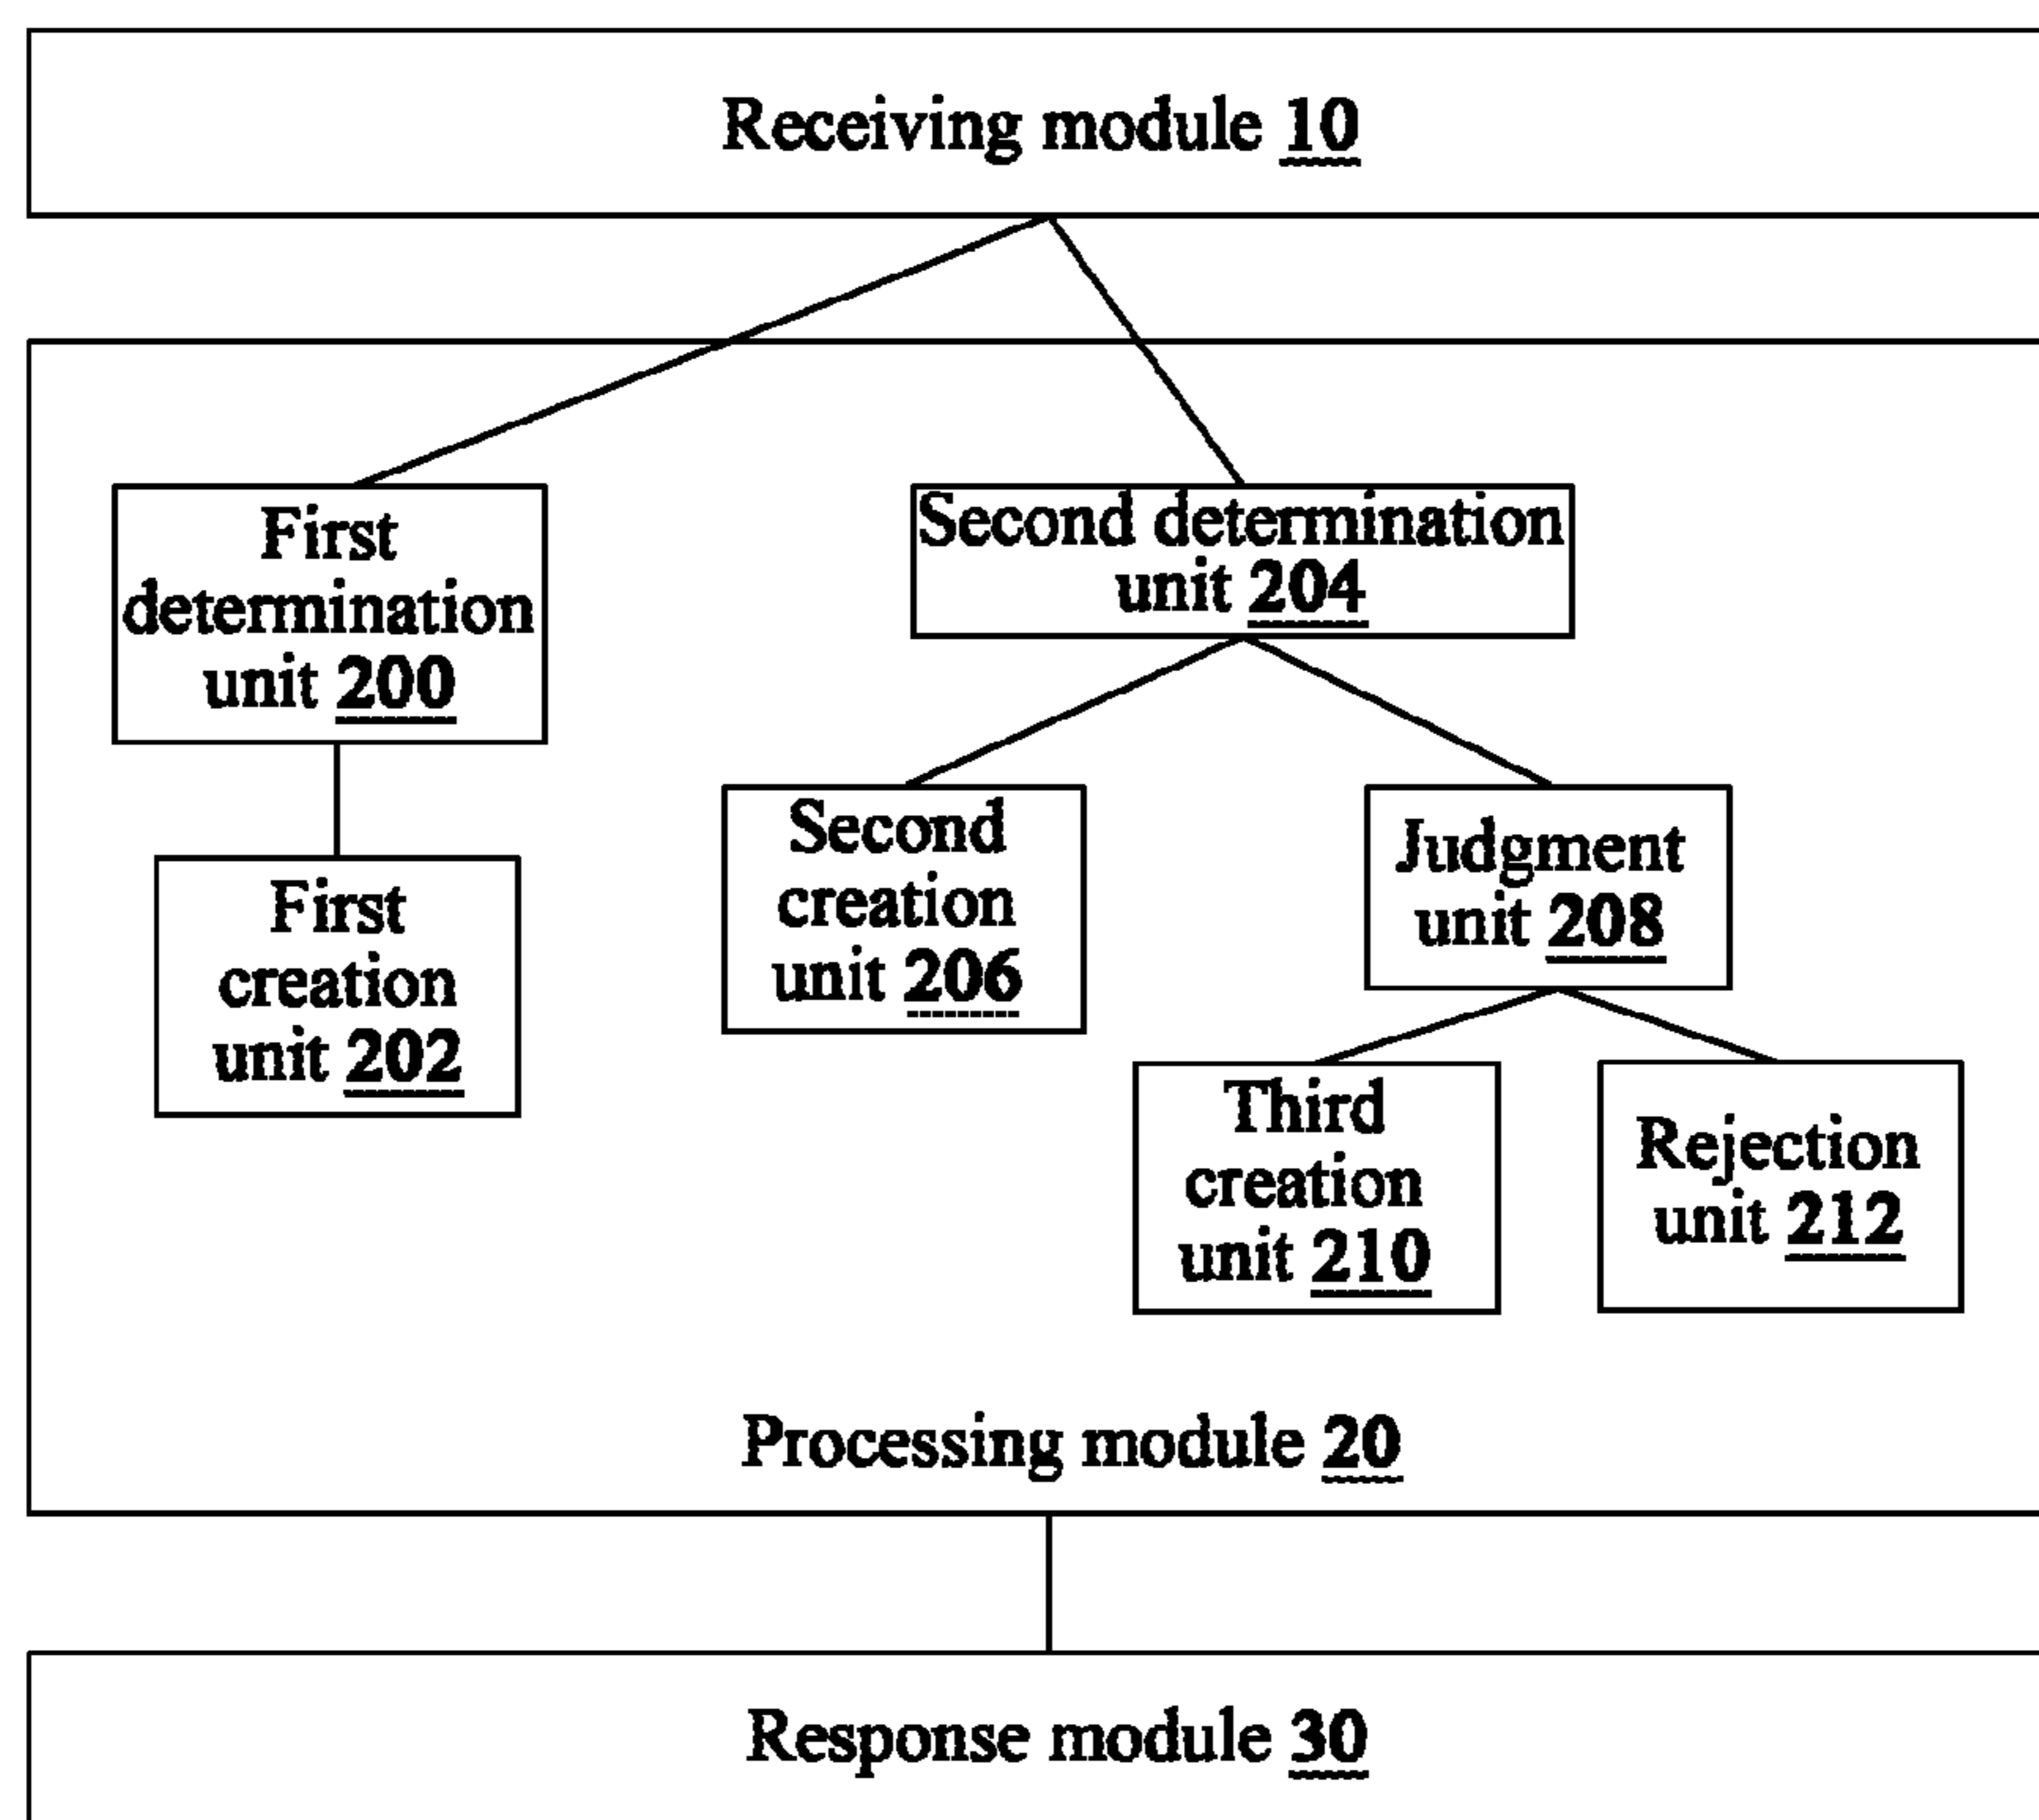 Receiving module 10
First
determination
unit 200
Second determination
unit 204
First
creation
unit 202
Second
creation
unit 206
Judgment
unit 208
Third
creation
unit 210
Rejection
unit 212
Processing module 20
Response module 30